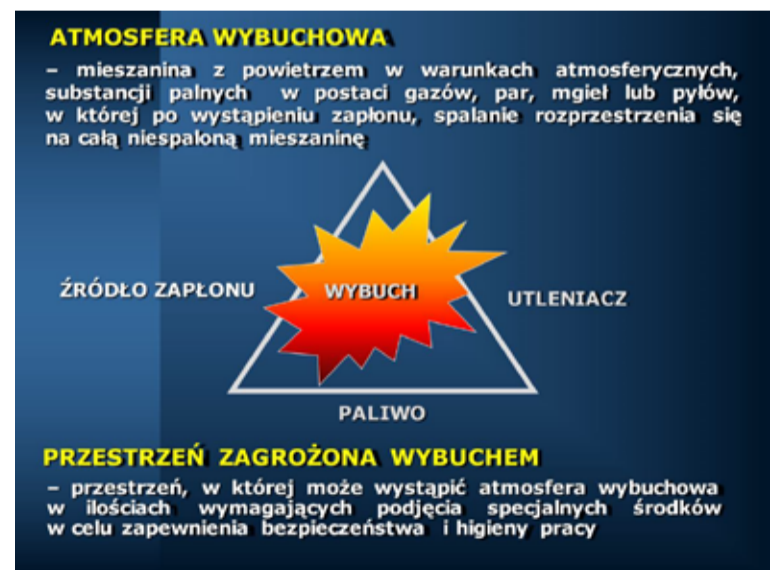 ATMOSFERA WYBUCHOWA
– mieszanina z powietrzem w warunkach atmosferycznych,
substancji palnych w postaci gazów, par, mgieł lub pyłów,
w której po wystąpieniu zapłonu, spalanie rozprzestrzenia się
na całą niespaloną mieszaninę
ŹRÓDŁO ZAPŁONU
WYBUCH
UTLENIACZ
PALIWO
PRZESTRZEŃ ZAGROŻONA WYBUCHEM
– przestrzeń, w której może wystąpić atmosfera wybuchowa
w ilościach wymagających podjęcia specjalnych środków
w celu zapewnienia bezpieczeństwa i higieny pracy